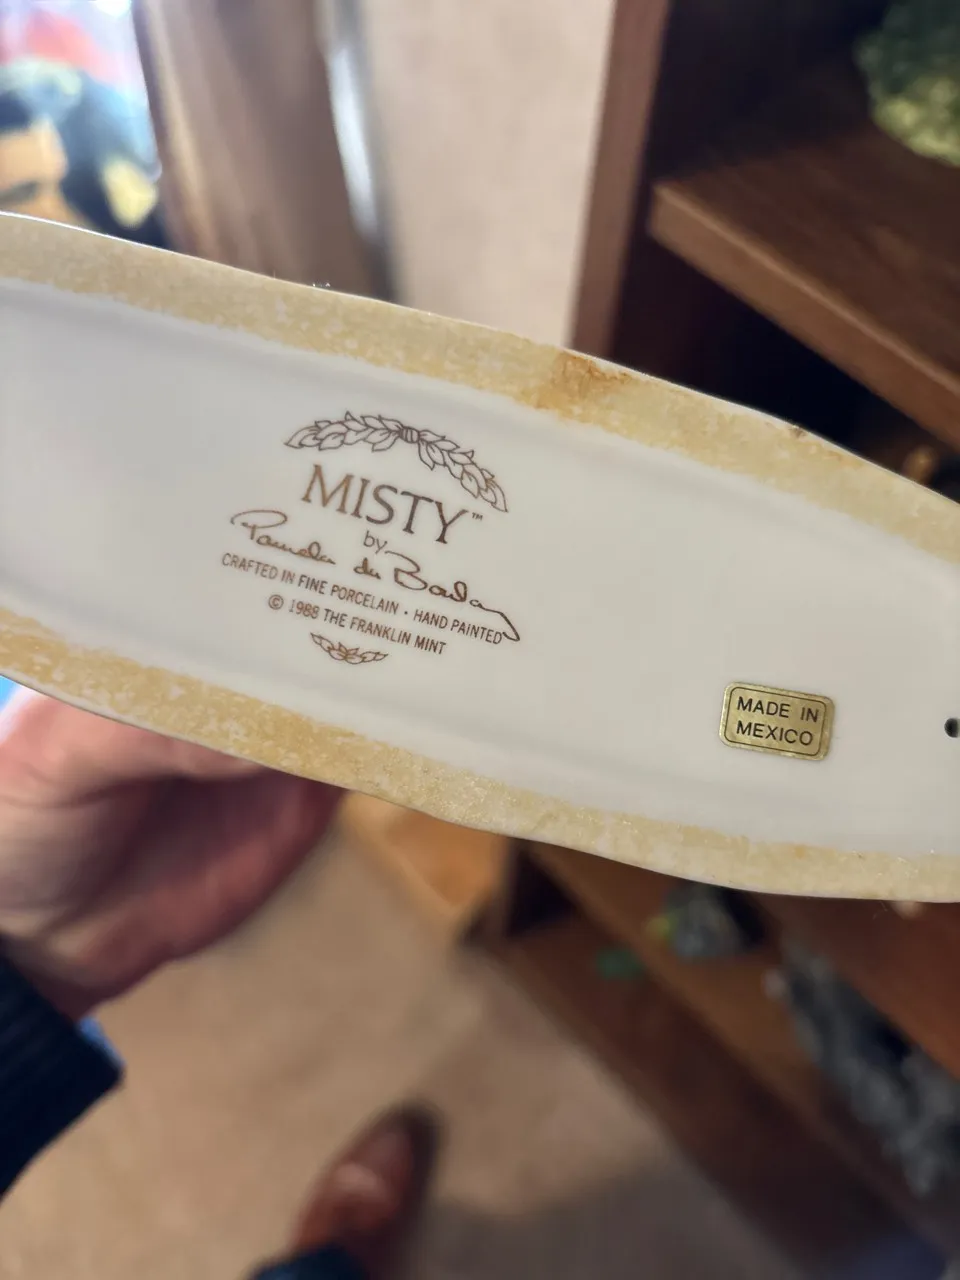 MISTY™
by
Pamela du Boulay
CRAFTED IN FINE PORCELAIN • HAND PAINTED
© 1988 THE FRANKLIN MINT
MADE IN
MEXICO